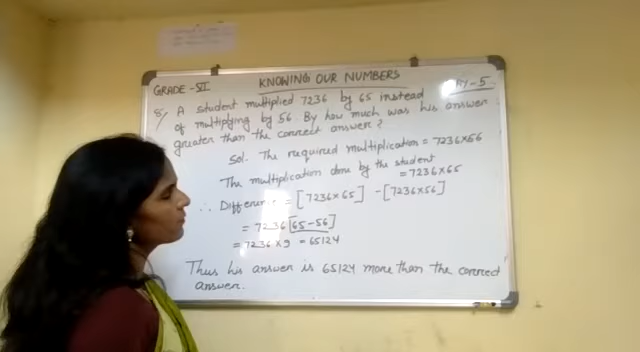 GRADE -VI KNOWING OUR NUMBERS
8) A student multiplied 7236 by 65 instead
of multiplying by 56. By how much was his answer
greater than the correct answer?
Sol. The required multiplication = 7236×56
The multiplication done by the student
= 7236×65
∴ Difference = [7236×65] - [7236×56]
= 7236 [65-56]
= 7236×9 = 65124
Thus his answer is 65124 more than the correct
answer.